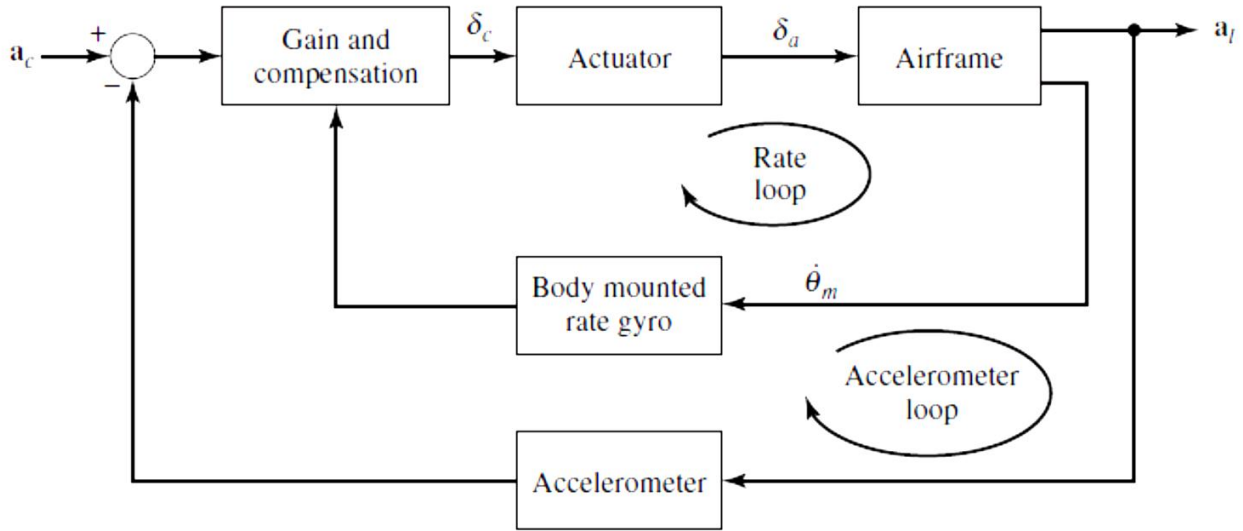 a_c
+
−
Gain and
compensation
δ_c
Actuator
δ_a
Airframe
a_l
Rate
loop
Body mounted
rate gyro
θ̇_m
Accelerometer
loop
Accelerometer